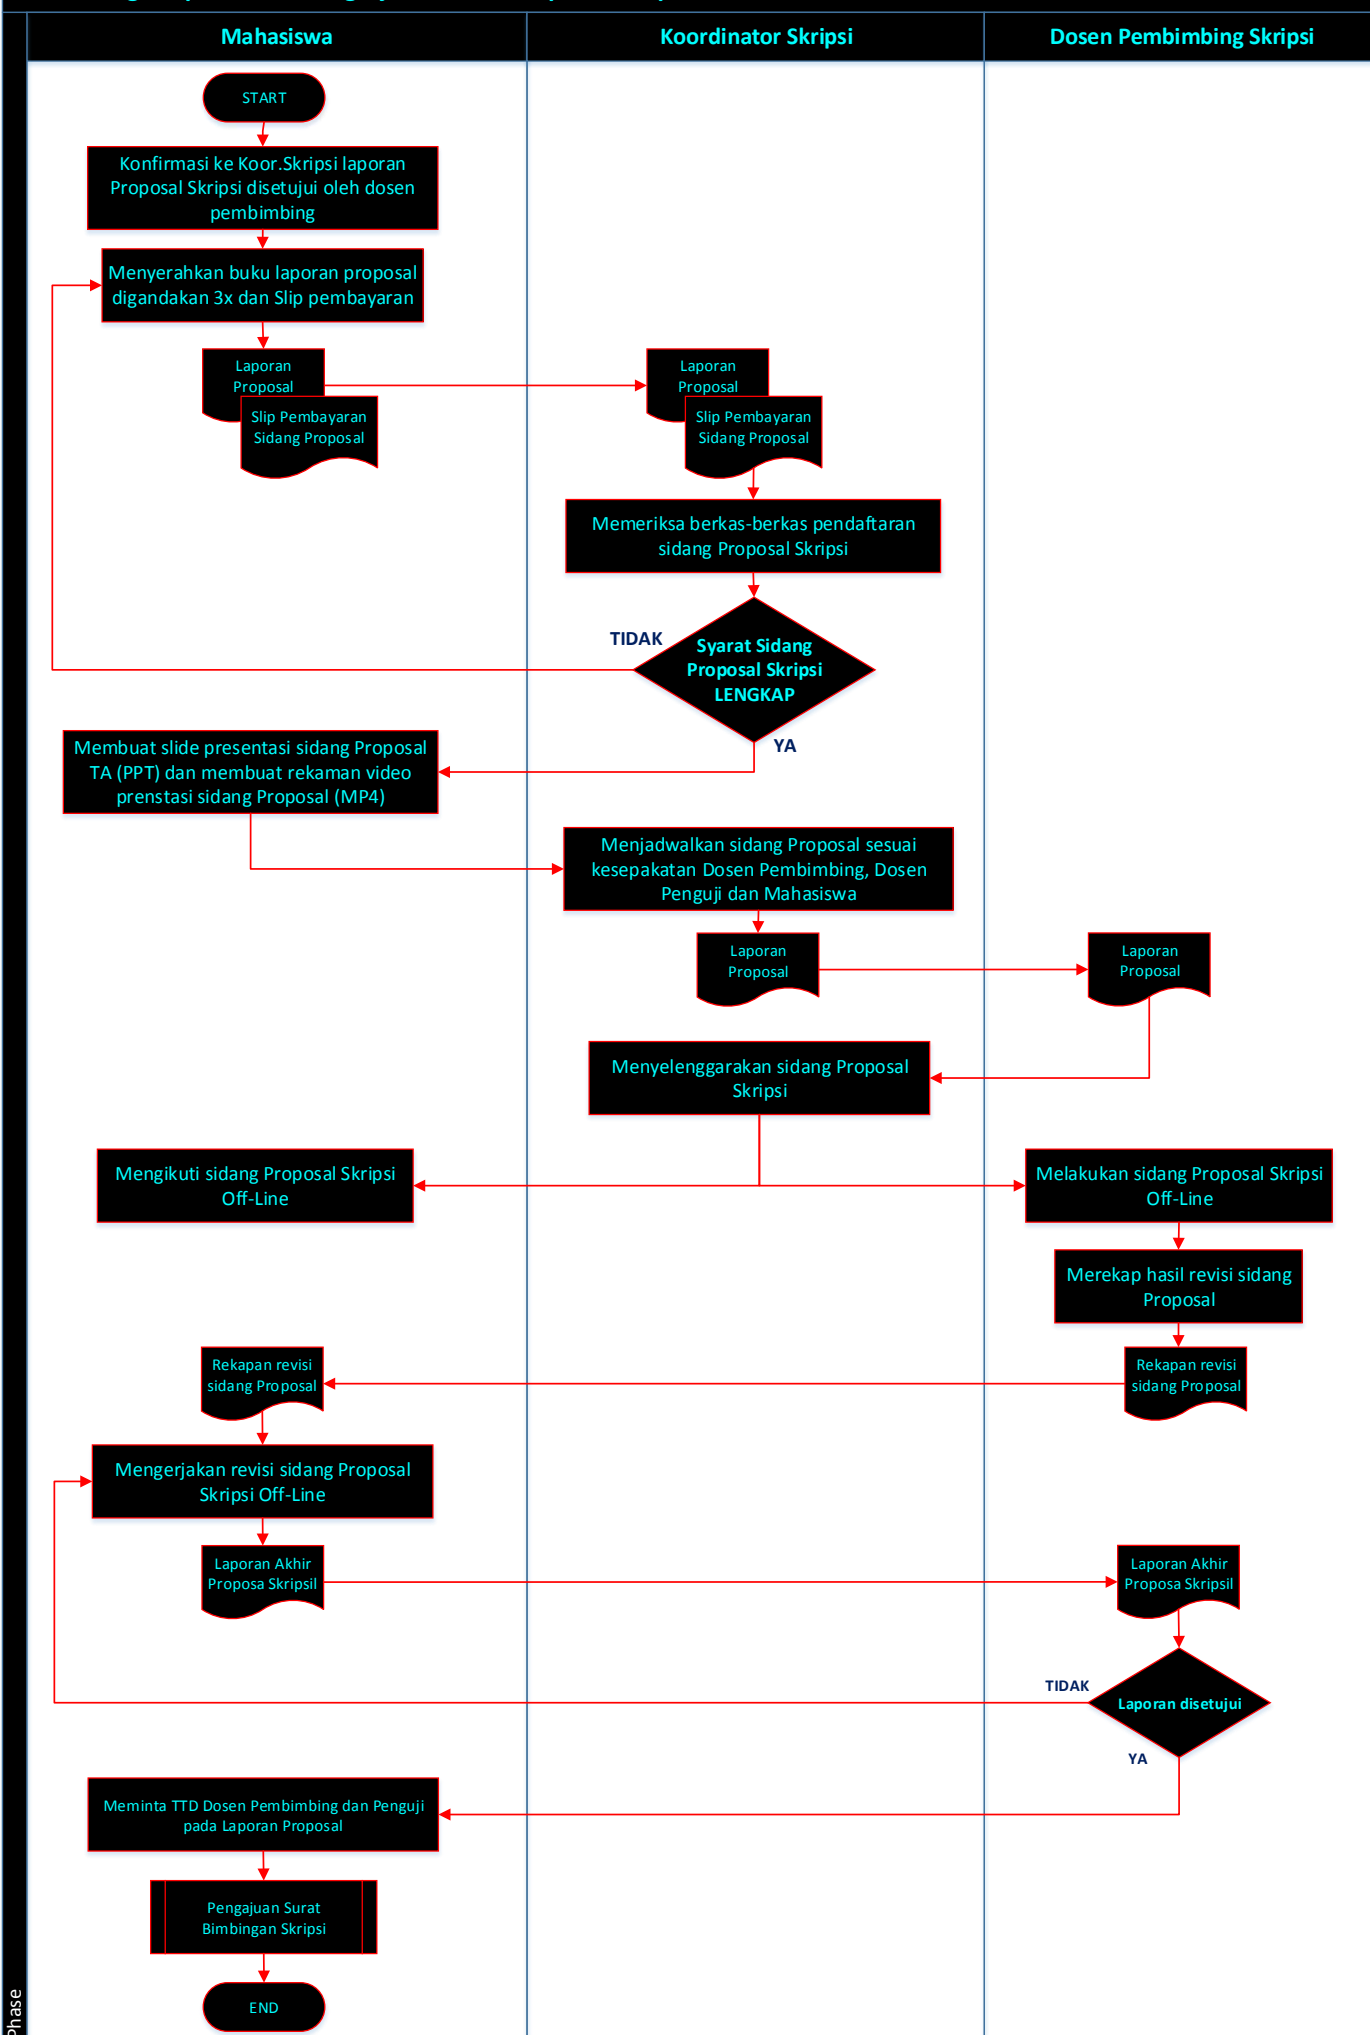 Mahasiswa
Koordinator Skripsi
Dosen Pembimbing Skripsi
START
Konfirmasi ke Koor.Skripsi laporan
Proposal Skripsi disetujui oleh dosen
pembimbing
Menyerahkan buku laporan proposal
digandakan 3x dan Slip pembayaran
Laporan
Proposal
Slip Pembayaran
Sidang Proposal
Laporan
Proposal
Slip Pembayaran
Sidang Proposal
Memeriksa berkas-berkas pendaftaran
sidang Proposal Skripsi
TIDAK
Syarat Sidang
Proposal Skripsi
LENGKAP
YA
Membuat slide presentasi sidang Proposal
TA (PPT) dan membuat rekaman video
prenstasi sidang Proposal (MP4)
Menjadwalkan sidang Proposal sesuai
kesepakatan Dosen Pembimbing, Dosen
Penguji dan Mahasiswa
Laporan
Proposal
Laporan
Proposal
Menyelenggarakan sidang Proposal
Skripsi
Mengikuti sidang Proposal Skripsi
Off-Line
Melakukan sidang Proposal Skripsi
Off-Line
Merekap hasil revisi sidang
Proposal
Rekapan revisi
sidang Proposal
Rekapan revisi
sidang Proposal
Mengerjakan revisi sidang Proposal
Skripsi Off-Line
Laporan Akhir
Proposa Skripsil
Laporan Akhir
Proposa Skripsil
TIDAK
Laporan disetujui
YA
Meminta TTD Dosen Pembimbing dan Penguji
pada Laporan Proposal
Pengajuan Surat
Bimbingan Skripsi
END
Phase